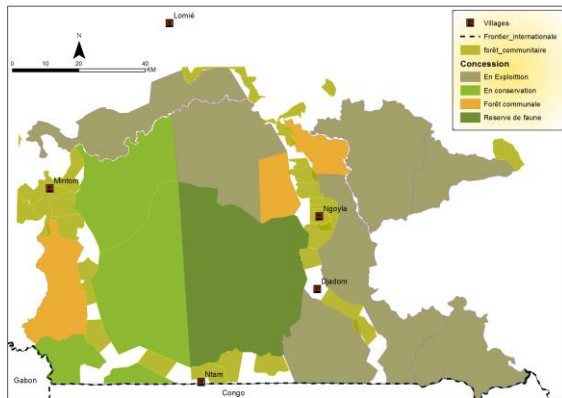 Lomié
N
0 20 40
KM
Villages
Frontier_internationale
forêt_communitaire
Concession
En Exploittion
En conservation
Forêt communale
Reserve de faune
Mintom
Ngoyla
Djadom
Ntam
Gabon
Congo